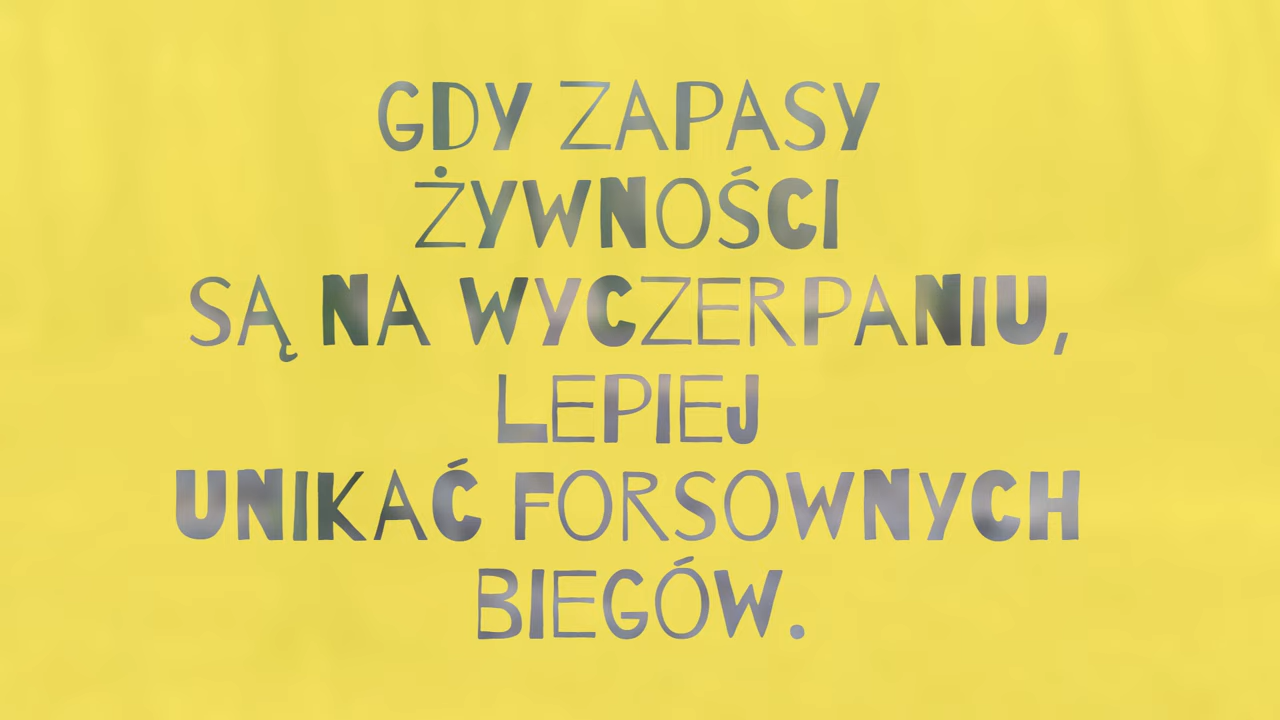 GDY ZAPASY
ŻYWNOŚCI
SĄ NA WYCZERPANIU,
LEPIEJ
UNIKAĆ FORSOWNYCH
BIEGÓW.